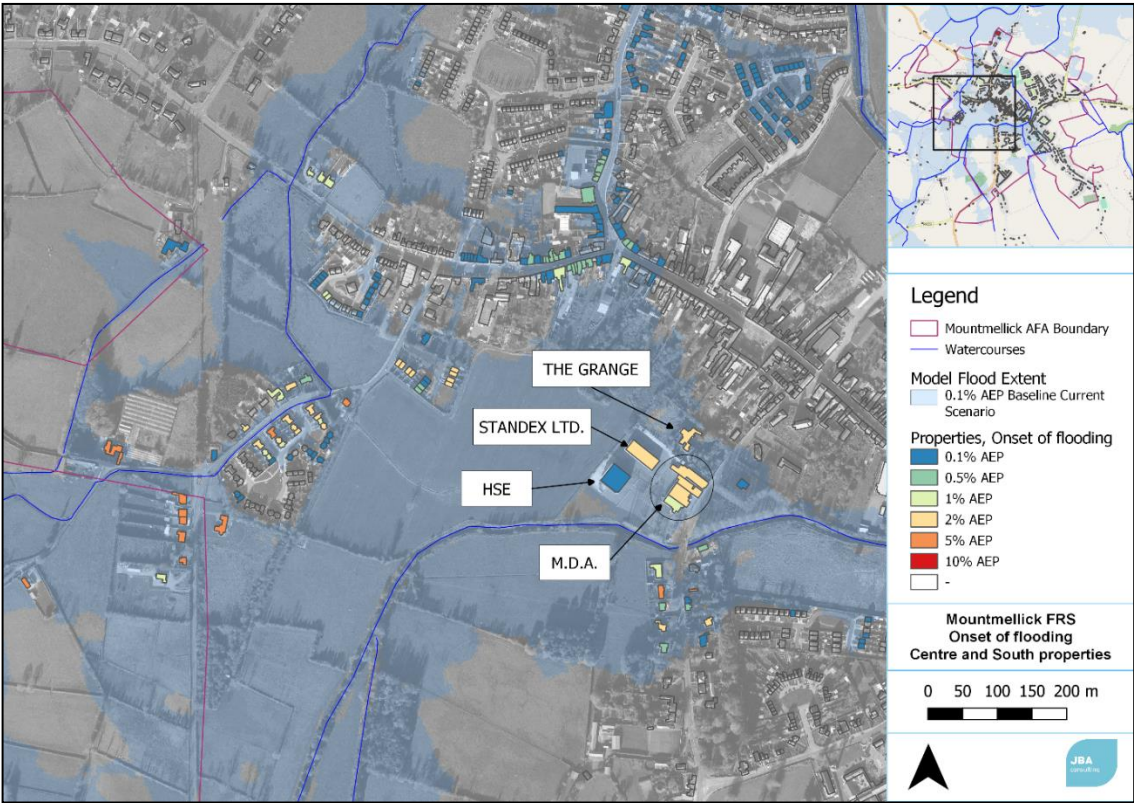 THE GRANGE
STANDEX LTD.
HSE
M.D.A.
Legend
Mountmellick AFA Boundary
Watercourses
Model Flood Extent
0.1% AEP Baseline Current
Scenario
Properties, Onset of flooding
0.1% AEP
0.5% AEP
1% AEP
2% AEP
5% AEP
10% AEP
-
Mountmellick FRS
Onset of flooding
Centre and South properties
0 50 100 150 200 m
JBA
consulting